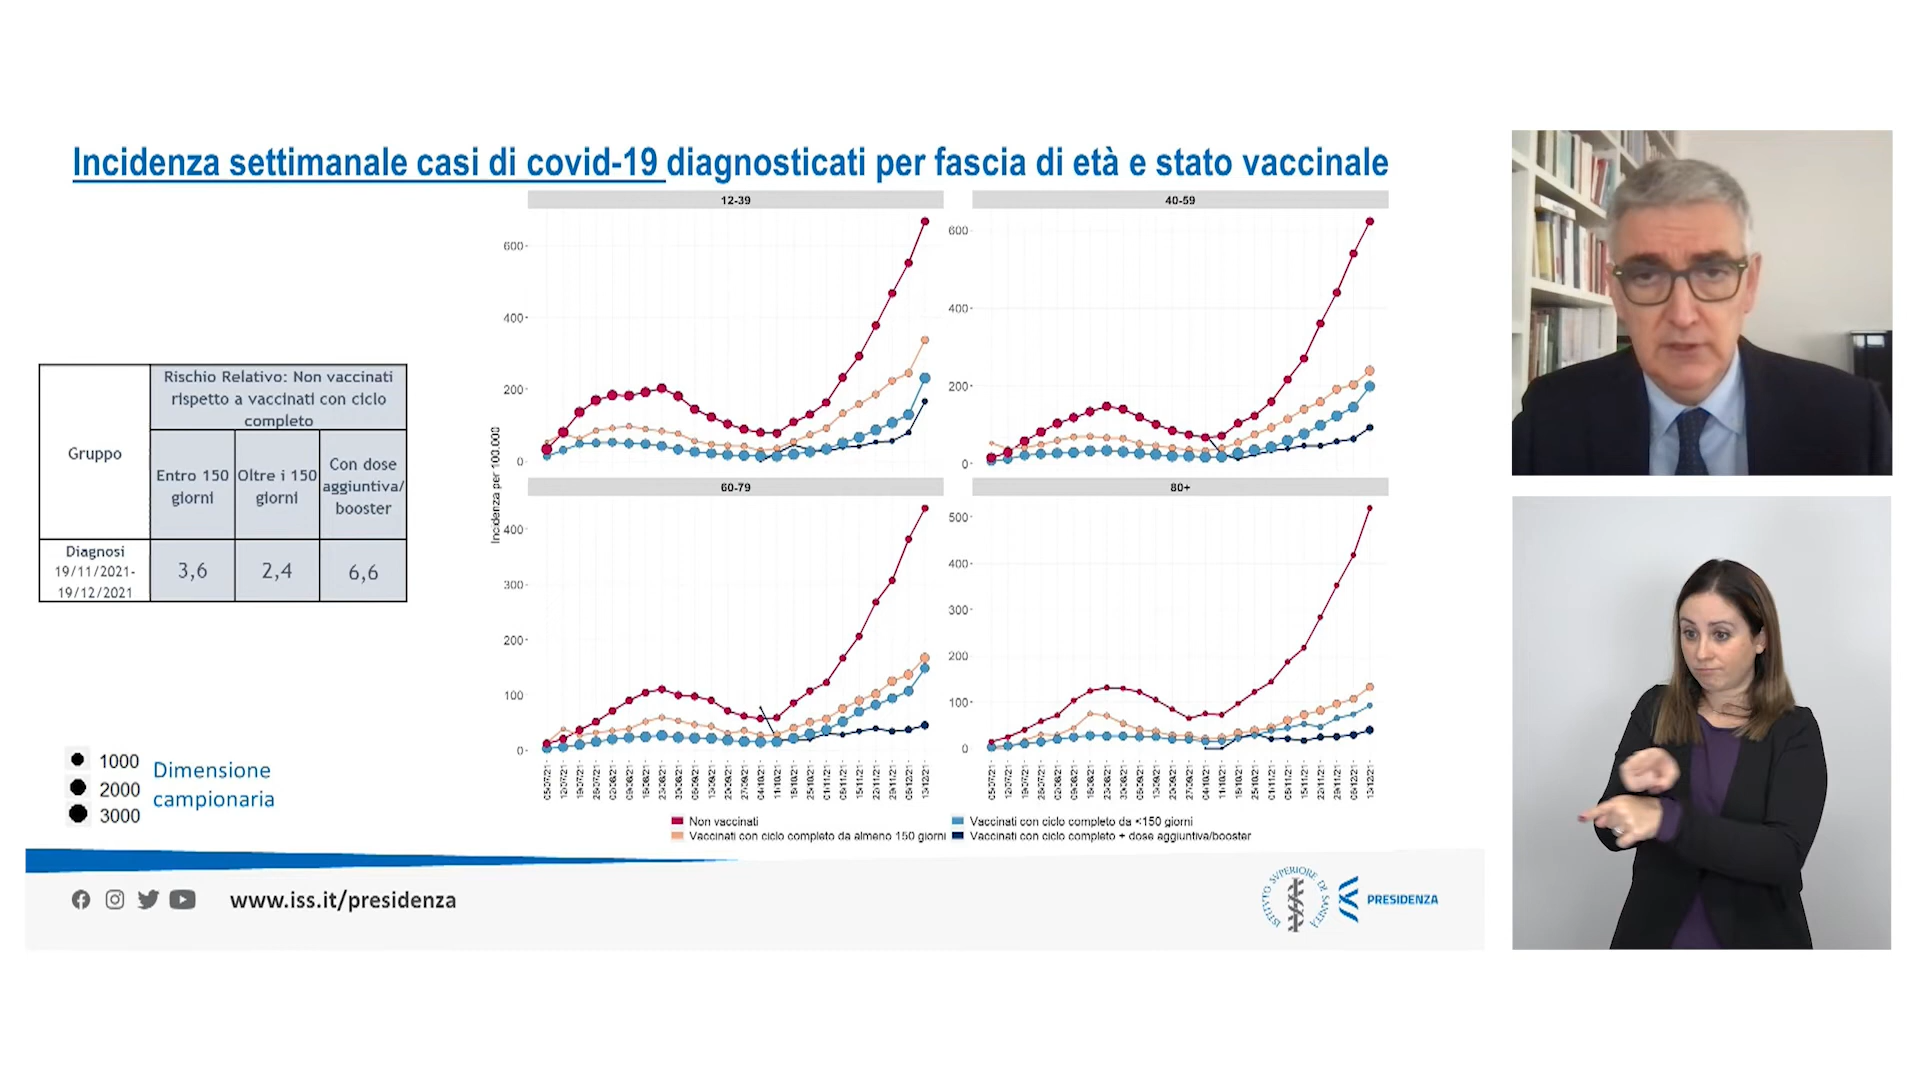 Incidenza settimanale casi di covid-19 diagnosticati per fascia di età e stato vaccinale
Gruppo
Rischio Relativo: Non vaccinati
rispetto a vaccinati con ciclo
completo
Entro 150
giorni
Oltre i 150
giorni
Con dose
aggiuntiva/
booster
Diagnosi
19/11/2021-
19/12/2021
3,6
2,4
6,6
1000
2000
3000
Dimensione
campionaria
Incidenza per 100.000
12-39
600
400
200
0
40-59
600
400
200
0
60-79
400
300
200
100
0
80+
500
400
300
200
100
0
Non vaccinati
Vaccinati con ciclo completo da almeno 150 giorni
Vaccinati con ciclo completo da <150 giorni
Vaccinati con ciclo completo + dose aggiuntiva/booster
www.iss.it/presidenza
ISTITUTO SUPERIORE DI SANITÀ
PRESIDENZA